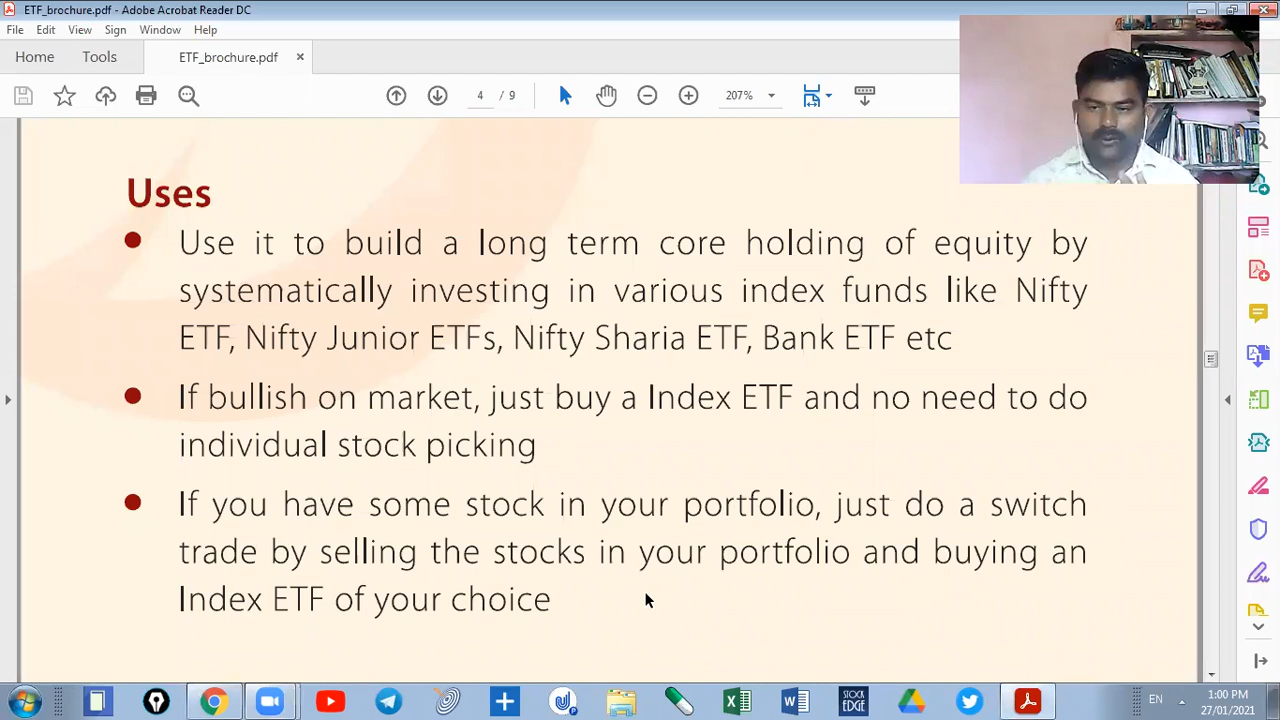 ETF_brochure.pdf - Adobe Acrobat Reader DC
File Edit View Sign Window Help
Home Tools ETF_brochure.pdf ×
4 / 9 207%
Uses
Use it to build a long term core holding of equity by
systematically investing in various index funds like Nifty
ETF, Nifty Junior ETFs, Nifty Sharia ETF, Bank ETF etc
If bullish on market, just buy a Index ETF and no need to do
individual stock picking
If you have some stock in your portfolio, just do a switch
trade by selling the stocks in your portfolio and buying an
Index ETF of your choice
STOCK
EDGE
EN
1:00 PM
27/01/2021